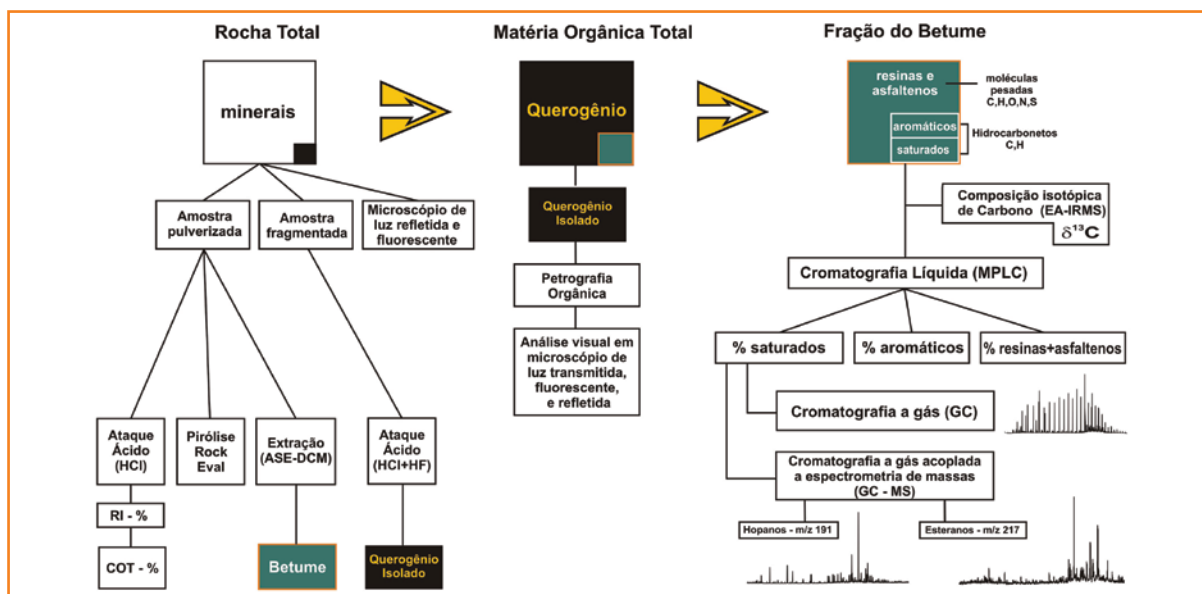 Rocha Total
Matéria Orgânica Total
Fração do Betume
minerais
Querogênio
resinas e
asfaltenos
aromáticos
saturados
moléculas
pesadas
C,H,O,N,S
Hidrocarbonetos
C,H
Amostra
pulverizada
Amostra
fragmentada
Microscópio de
luz refletida e
fluorescente
Ataque
Ácido
(HCl)
Pirólise
Rock
Eval
Extração
(ASE-DCM)
Ataque
Ácido
(HCl+HF)
RI - %
COT - %
Betume
Querogênio
Isolado
Querogênio
Isolado
Petrografia
Orgânica
Análise visual em
microscópio de
luz transmitida,
fluorescente,
e refletida
Composição isotópica
de Carbono (EA-IRMS)
δ¹³C
Cromatografia Líquida (MPLC)
% saturados
% aromáticos
% resinas+asfaltenos
Cromatografia a gás (GC)
Cromatografia a gás acoplada
a espectrometria de massas
(GC - MS)
Hopanos - m/z 191
Esteranos - m/z 217